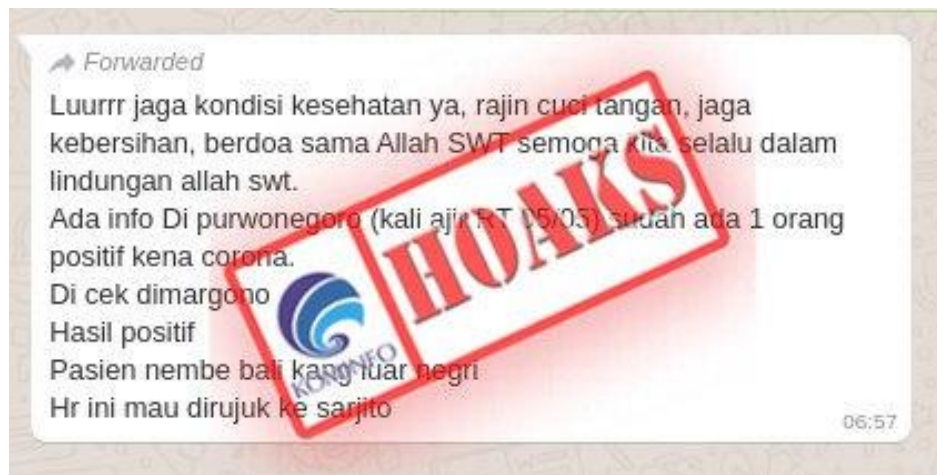 Forwarded
Luurrr jaga kondisi kesehatan ya, rajin cuci tangan, jaga
kebersihan, berdoa sama Allah SWT semoga kita selalu dalam
lindungan allah swt.
Ada info Di purwonegoro (kali ajir RT 05/05) sudah ada 1 orang
positif kena corona.
Di cek dimargono
Hasil positif
Pasien nembe bali kang luar negri
Hr ini mau dirujuk ke sarjito
06:57
HOAKS
KOMINFO